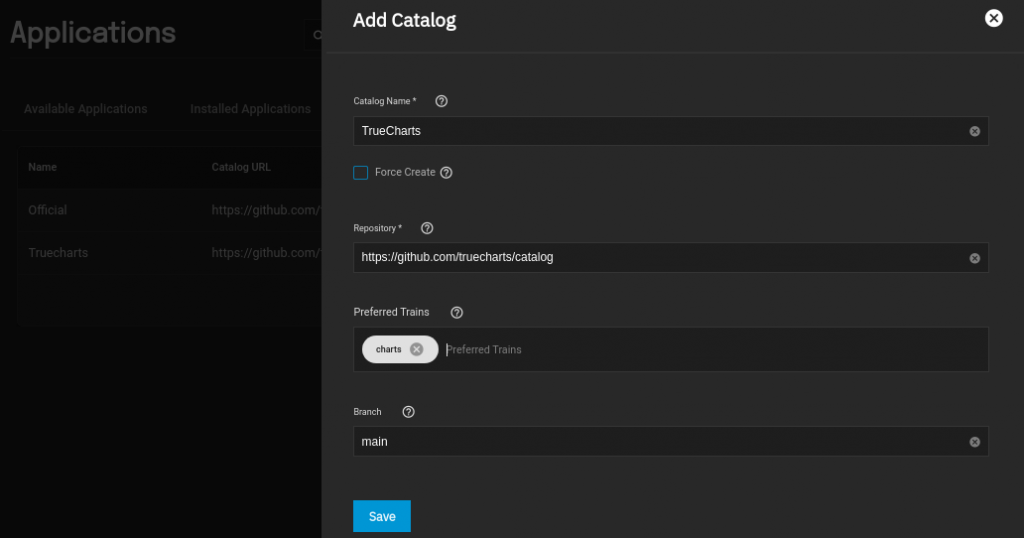 Applications
Add Catalog
Available Applications
Installed Applications
Name
Catalog URL
Official
https://github.com/
Truecharts
https://github.com/
Catalog Name *
TrueCharts
Force Create
Repository *
https://github.com/truecharts/catalog
Preferred Trains
charts
Preferred Trains
Branch
main
Save